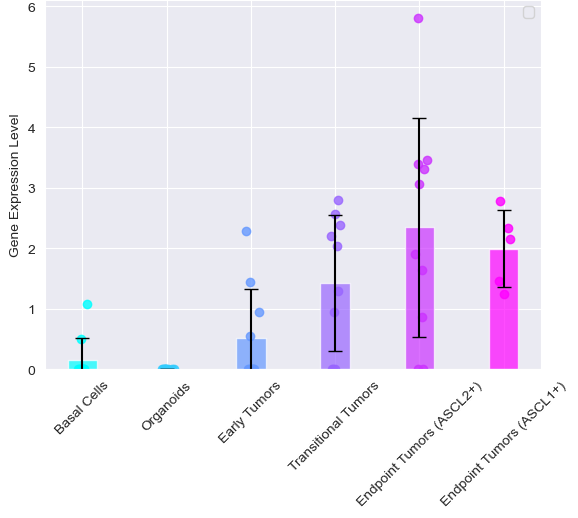 6
5
4
3
2
1
0
Gene Expression Level
Basal Cells
Organoids
Early Tumors
Transitional Tumors
Endpoint Tumors (ASCL2+)
Endpoint Tumors (ASCL1+)